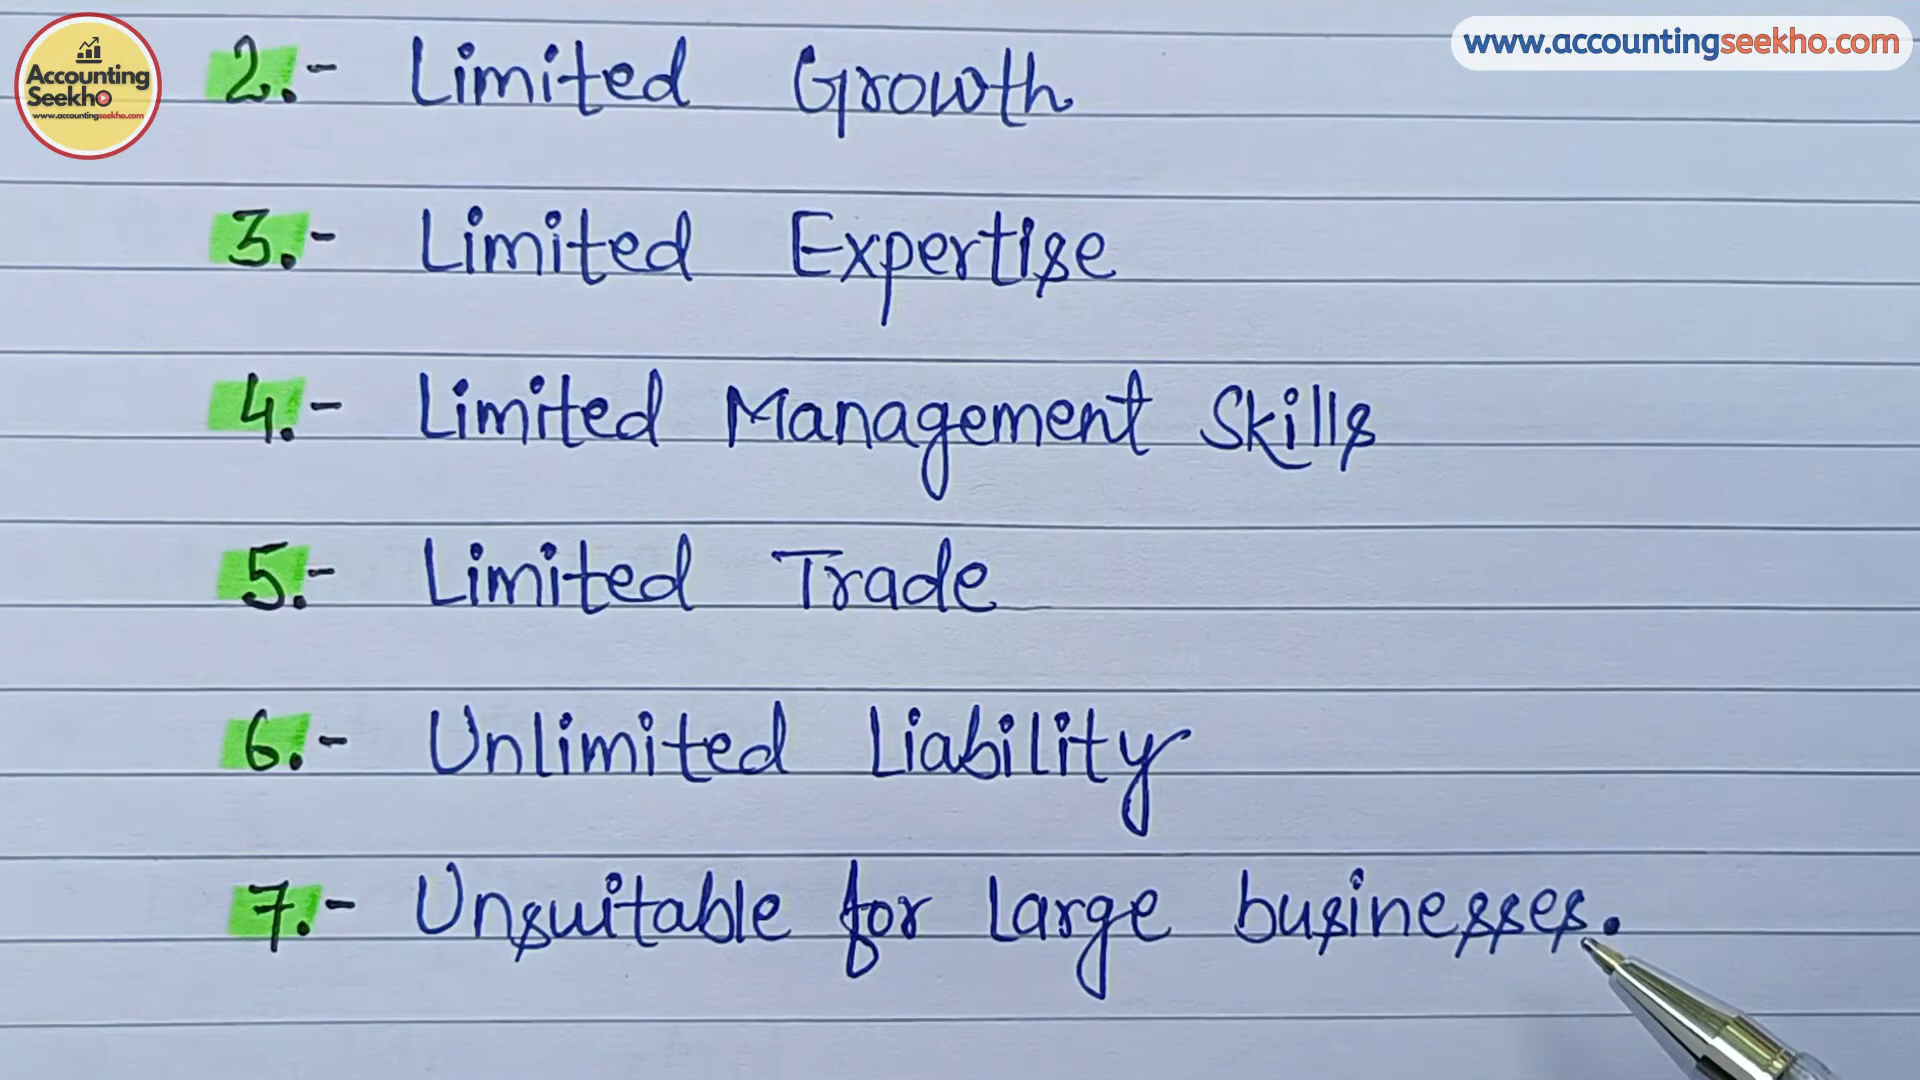 Accounting
Seekho
www.accountingseekho.com
www.accountingseekho.com
2.- Limited Growth
3.- Limited Expertise
4.- Limited Management Skills
5.- Limited Trade
6.- Unlimited Liability
7.- Unsuitable for large businesses.